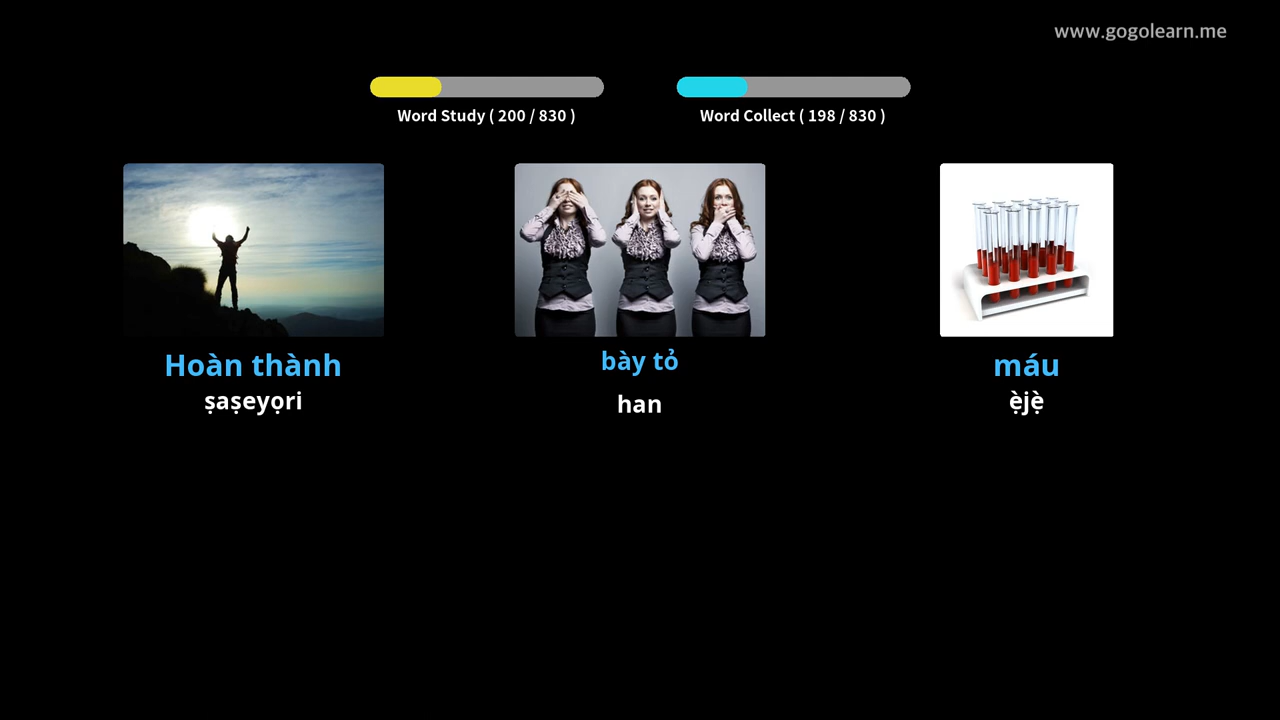 www.gogolearn.me
Word Study ( 200 / 830 )
Word Collect ( 198 / 830 )
Hoàn thành
ṣaṣeyọri
bày tỏ
han
máu
ẹ̀jẹ̀